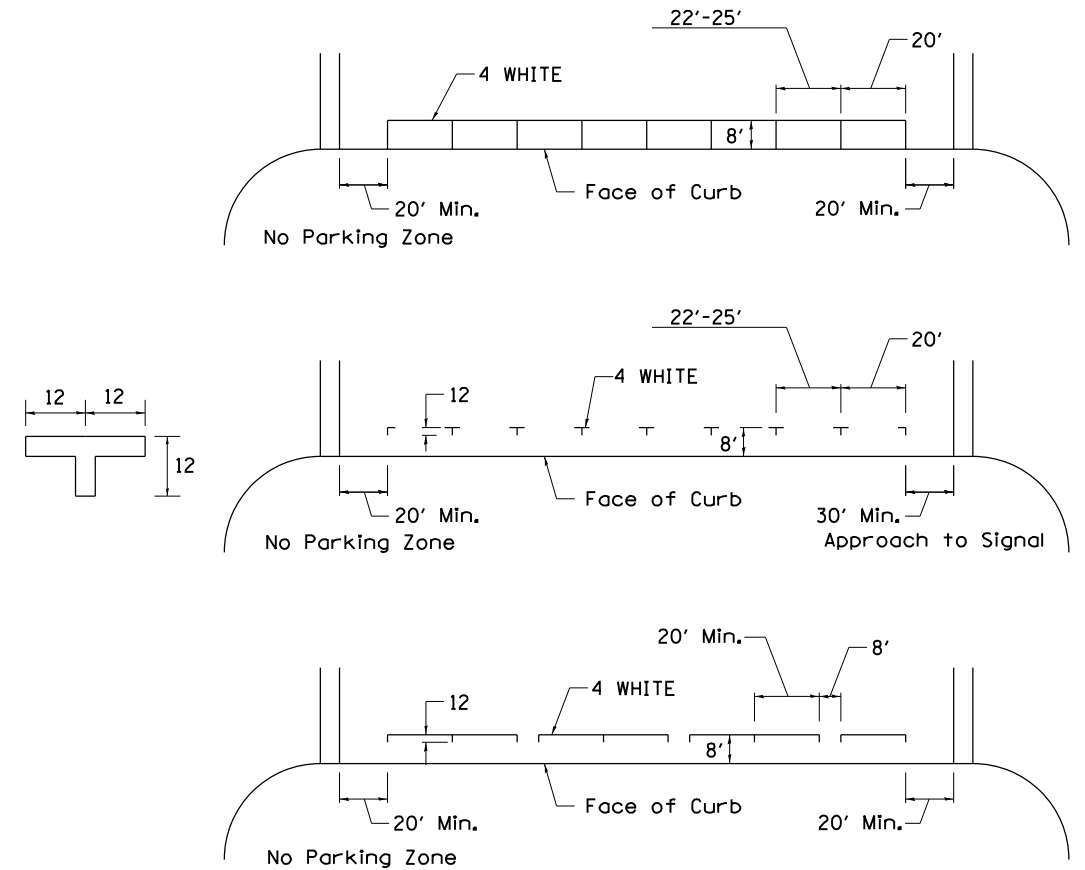 22'-25'
20'
4 WHITE
8'
Face of Curb
20' Min.
20' Min.
No Parking Zone
22'-25'
20'
4 WHITE
12
12 12
12
8'
Face of Curb
20' Min.
30' Min.
No Parking Zone
Approach to Signal
20' Min.
8'
4 WHITE
12
8'
Face of Curb
20' Min.
20' Min.
No Parking Zone